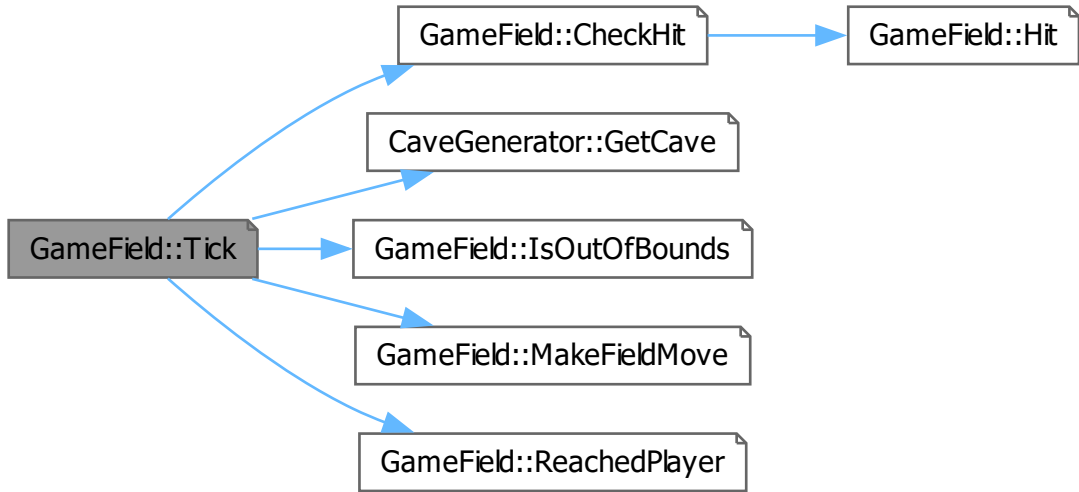 GameField::CheckHit
GameField::Hit
CaveGenerator::GetCave
GameField::Tick
GameField::IsOutOfBounds
GameField::MakeFieldMove
GameField::ReachedPlayer